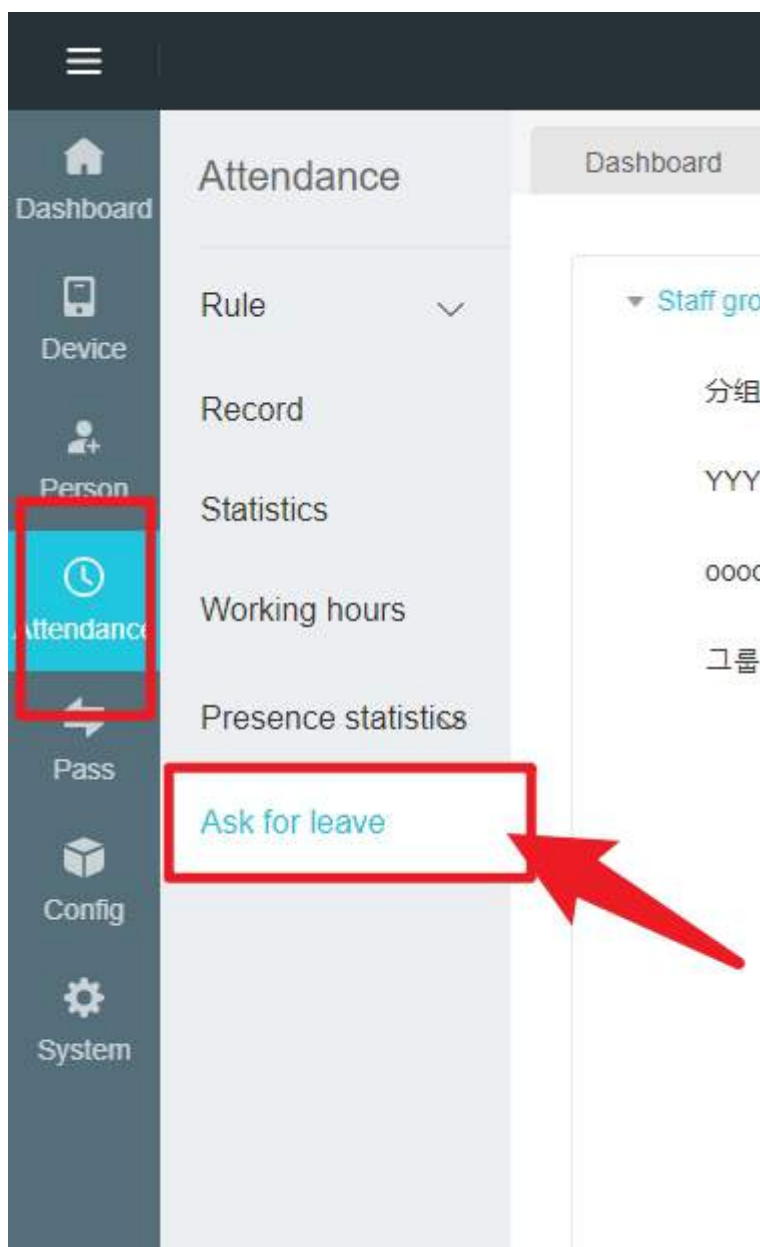 Dashboard
Device
Person
Attendance
Pass
Config
System
Attendance
Rule
Record
Statistics
Working hours
Presence statistics
Ask for leave
Dashboard
Staff gro
分组
YYY
oooo
그룹